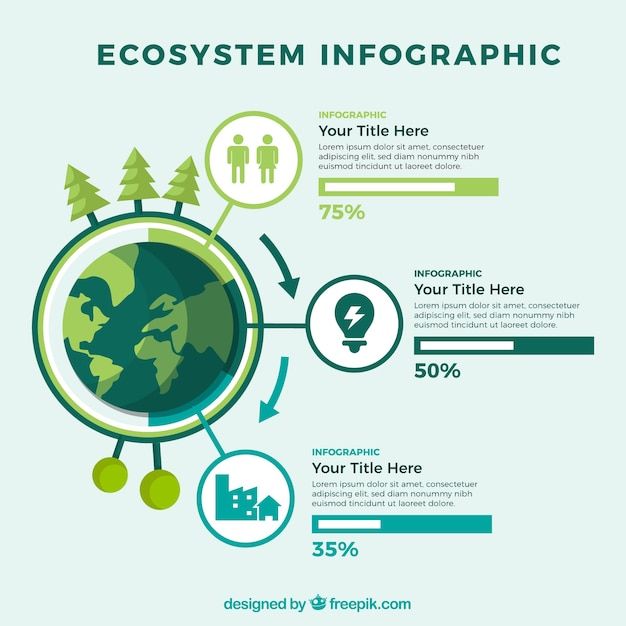 ECOSYSTEM INFOGRAPHIC
INFOGRAPHIC
Your Title Here
Lorem ipsum dolor sit amet, consectetuer
adipiscing elit, sed diam nonummy nibh
euismod tincidunt ut laoreet dolore
75%
INFOGRAPHIC
Your Title Here
Lorem ipsum dolor sit amet, consectetuer
adipiscing elit, sed diam nonummy nibh
euismod tincidunt ut laoreet dolore
50%
INFOGRAPHIC
Your Title Here
Lorem ipsum dolor sit amet, consectetuer
adipiscing elit, sed diam nonummy nibh
euismod tincidunt ut laoreet dolore
35%
designed by freepik.com